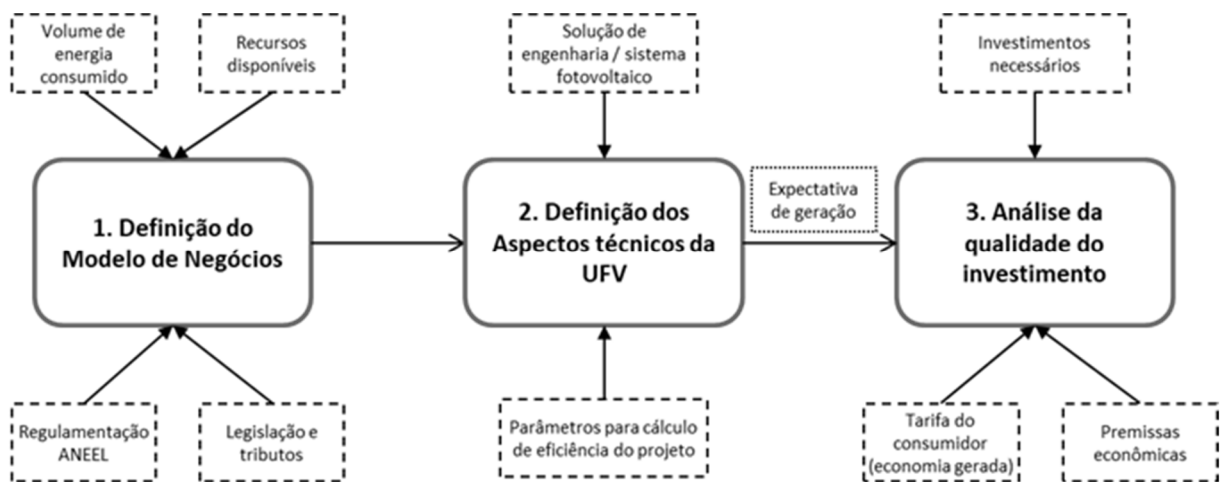 Volume de
energia
consumido
Recursos
disponíveis
Solução de
engenharia / sistema
fotovoltaico
Investimentos
necessários
1. Definição do
Modelo de Negócios
2. Definição dos
Aspectos técnicos da
UFV
Expectativa
de geração
3. Análise da
qualidade do
investimento
Regulamentação
ANEEL
Legislação e
tributos
Parâmetros para cálculo
de eficiência do projeto
Tarifa do
consumidor
(economia gerada)
Premissas
econômicas